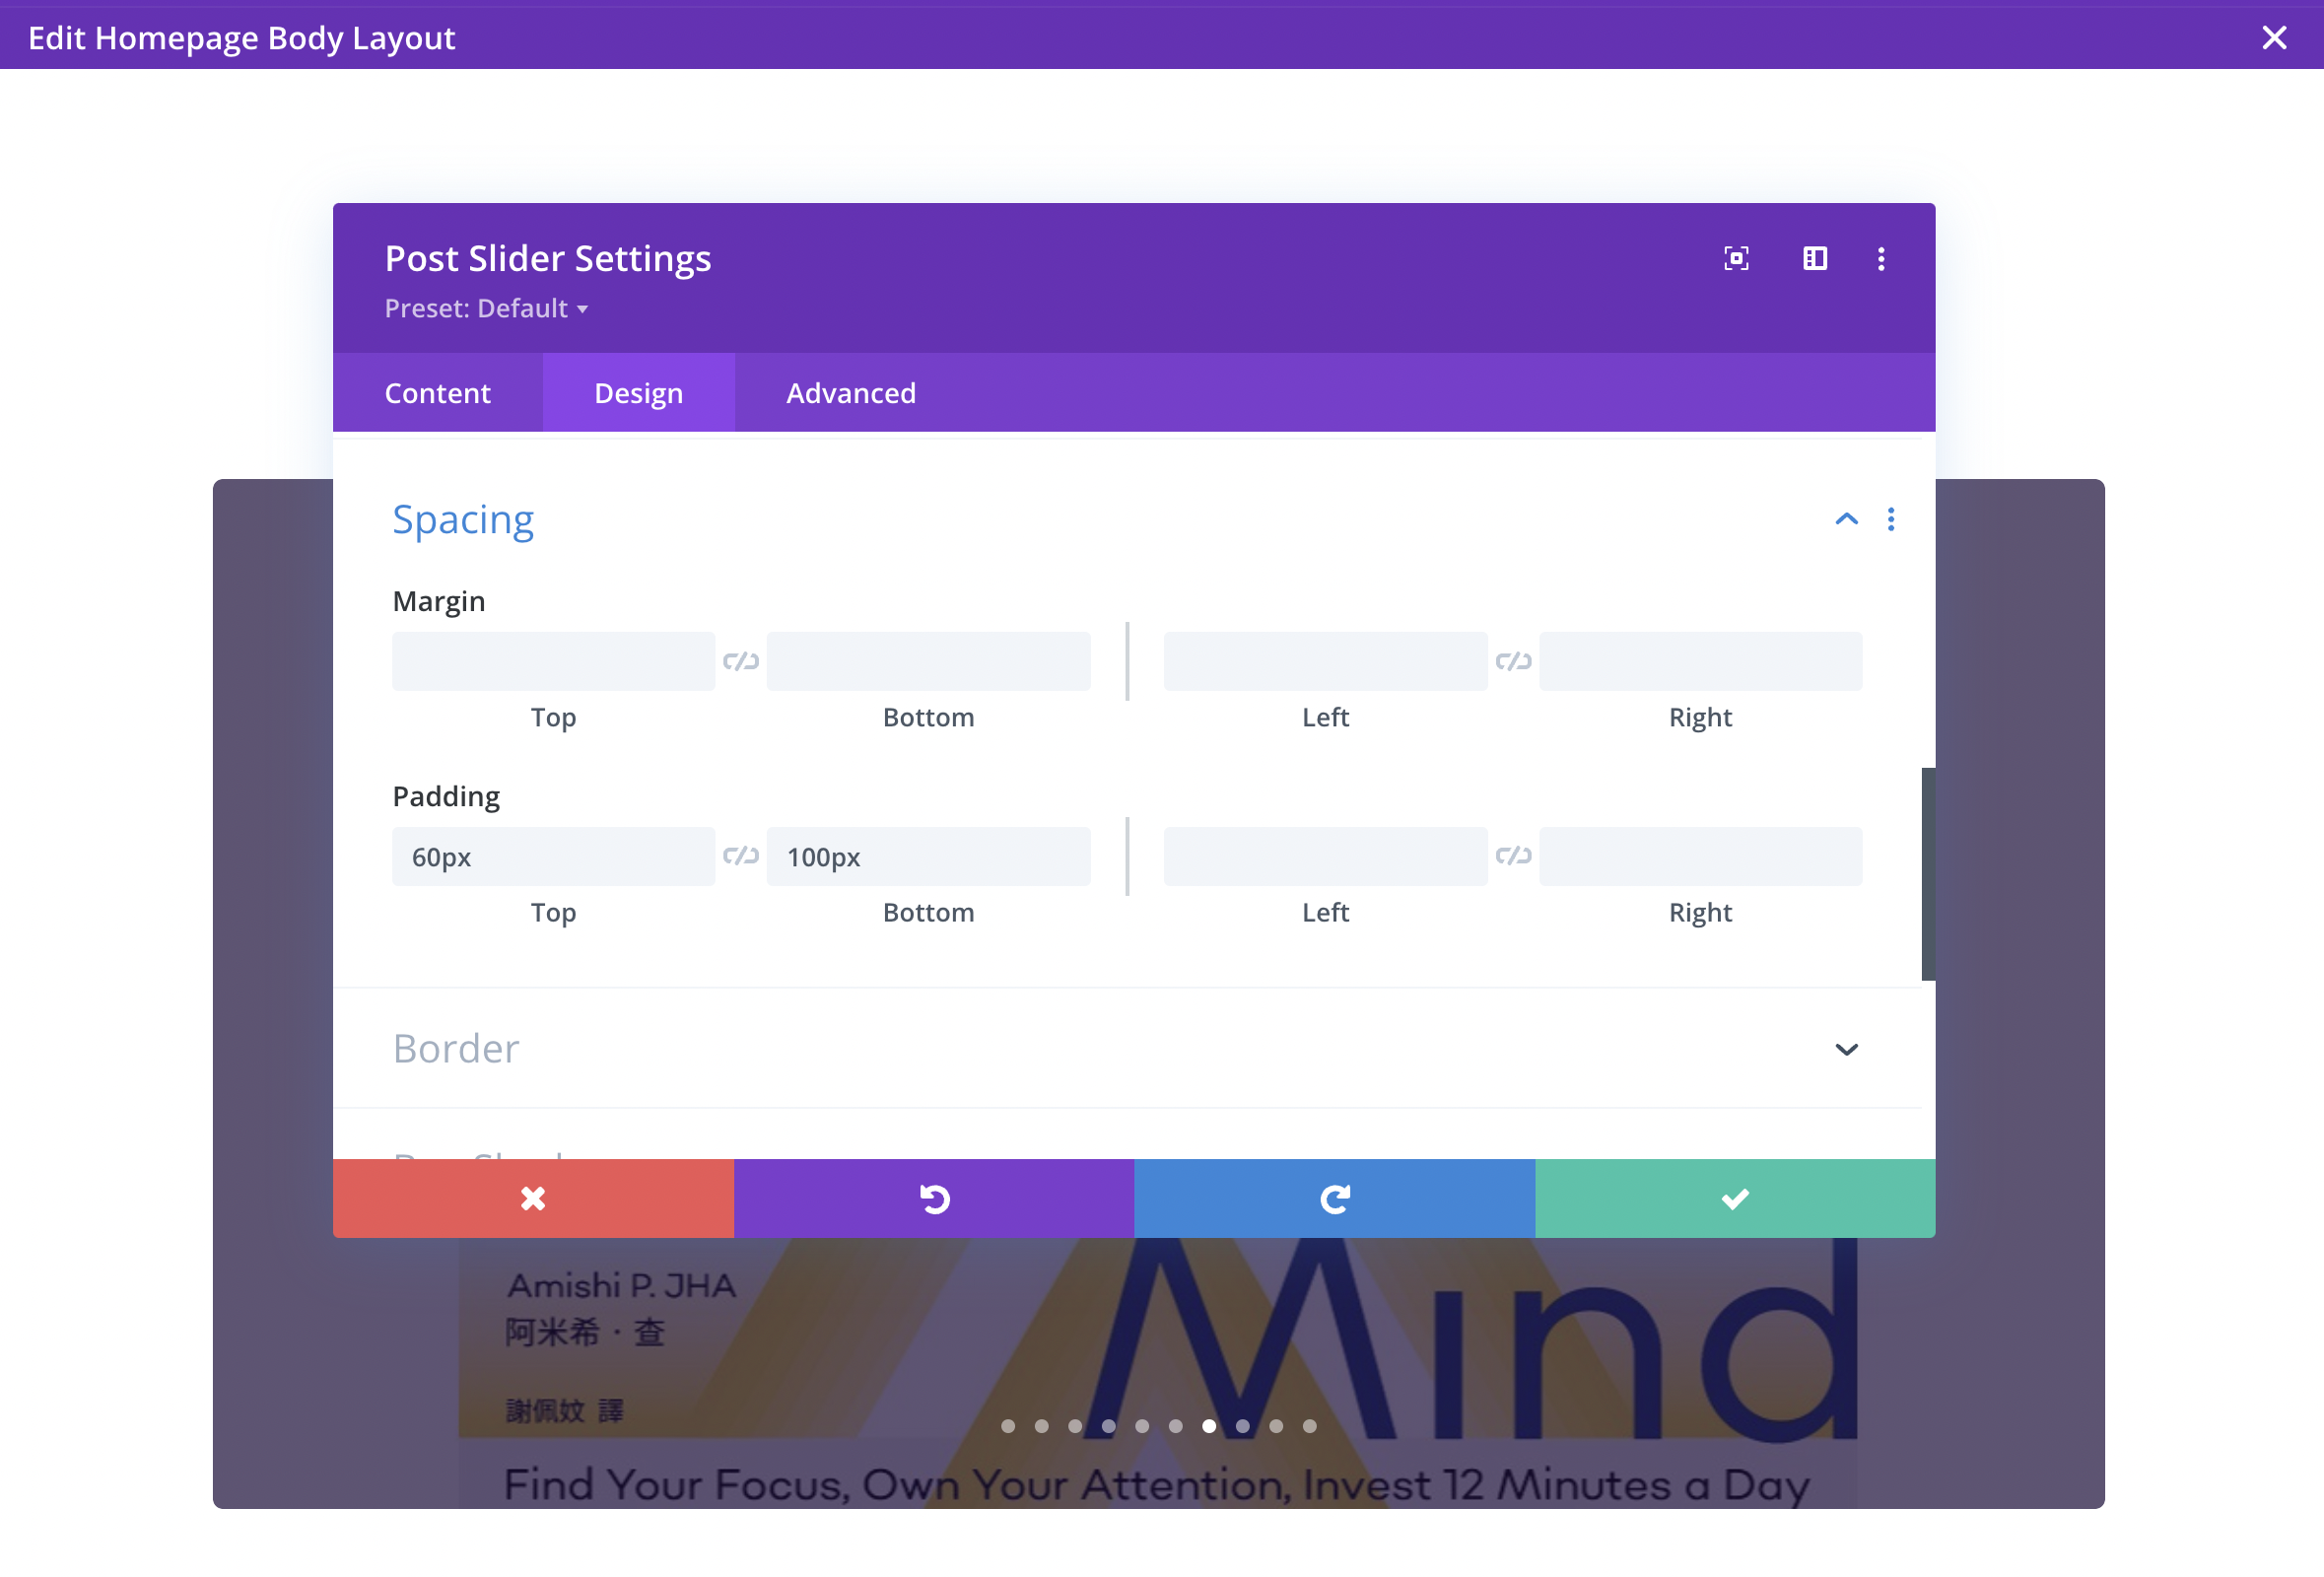 Edit Homepage Body Layout
Post Slider Settings
Preset: Default
Content Design Advanced
Spacing
Margin
Top Bottom Left Right
Padding
60px 100px
Top Bottom Left Right
Border
Mind
Amishi P. JHA
阿米希・查
謝佩妏 譯
Find Your Focus, Own Your Attention, Invest 12 Minutes a Day